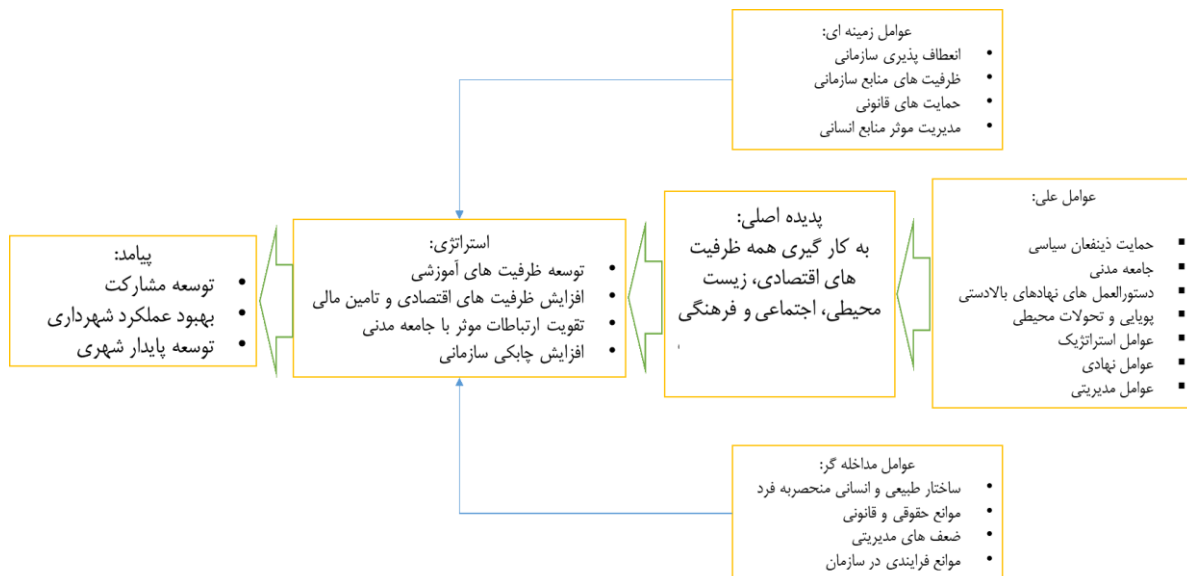 عوامل زمینه ای:
• انعطاف پذیری سازمانی
• ظرفیت های منابع سازمانی
• حمایت های قانونی
• مدیریت موثر منابع انسانی
عوامل علی:
▪ حمایت ذینفعان سیاسی
▪ جامعه مدنی
▪ دستورالعمل های نهادهای بالادستی
▪ پویایی و تحولات محیطی
▪ عوامل استراتژیک
▪ عوامل نهادی
▪ عوامل مدیریتی
پدیده اصلی:
به کار گیری همه ظرفیت
های اقتصادی، زیست
محیطی، اجتماعی و فرهنگی
،
استراتژی:
• توسعه ظرفیت های آموزشی
• افزایش ظرفیت های اقتصادی و تامین مالی
• تقویت ارتباطات موثر با جامعه مدنی
• افزایش چابکی سازمانی
پیامد:
• توسعه مشارکت
• بهبود عملکرد شهرداری
• توسعه پایدار شهری
عوامل مداخله گر:
• ساختار طبیعی و انسانی منحصربه فرد
• موانع حقوقی و قانونی
• ضعف های مدیریتی
• موانع فرایندی در سازمان